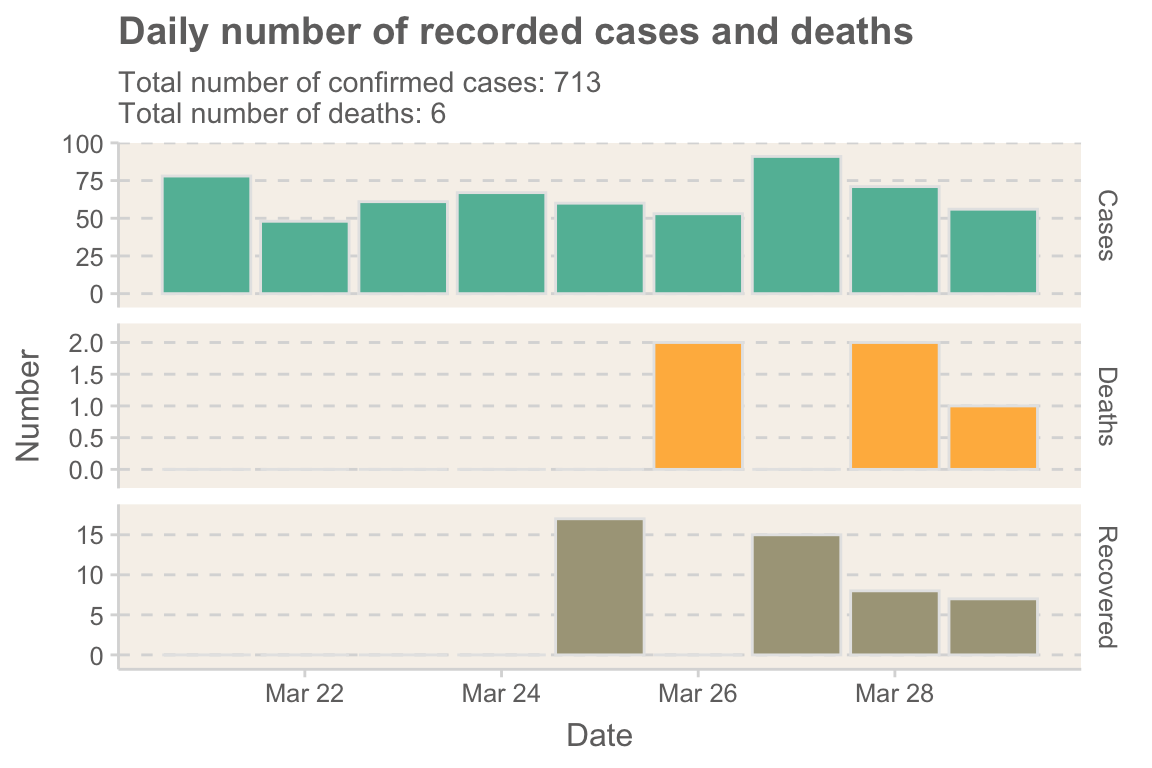 Daily number of recorded cases and deaths
Total number of confirmed cases: 713
Total number of deaths: 6
100
75
50
25
0
Cases
2.0
1.5
1.0
0.5
0.0
Deaths
15
10
5
0
Recovered
Number
Mar 22 Mar 24 Mar 26 Mar 28
Date